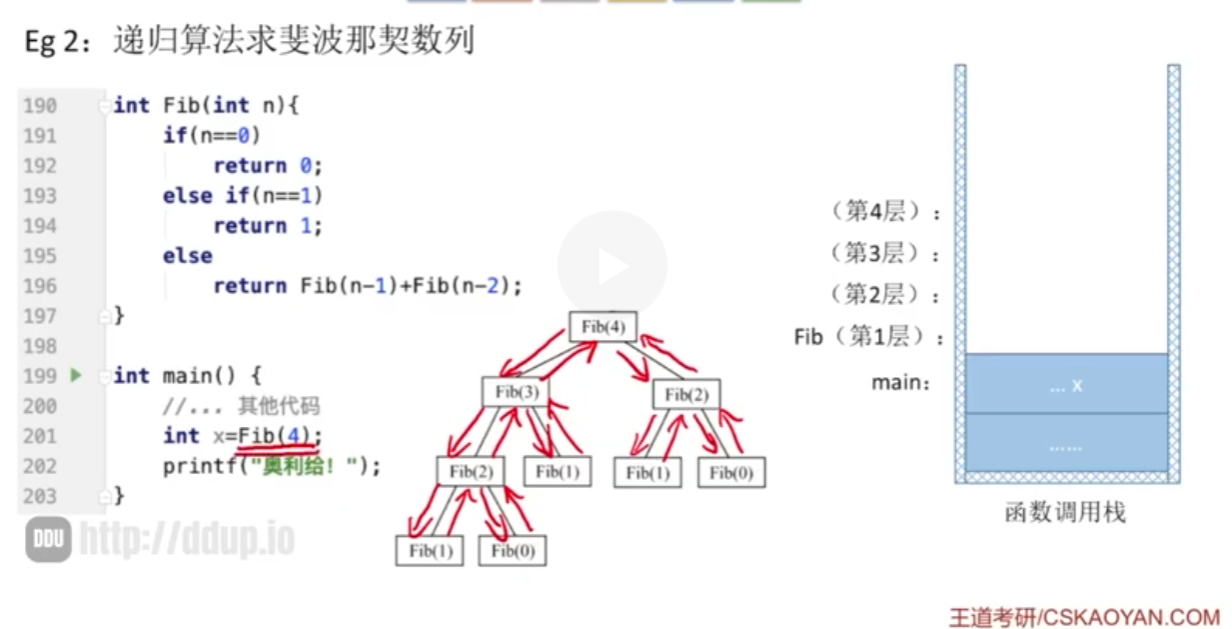 Eg 2：递归算法求斐波那契数列
190 int Fib(int n){
191 if(n==0)
192 return 0;
193 else if(n==1)
194 return 1;
195 else
196 return Fib(n-1)+Fib(n-2);
197 }
198
199 int main() {
200 //... 其他代码
201 int x=Fib(4);
202 printf("奥利给！");
203 }
Fib(4)
Fib(3) Fib(2)
Fib(2) Fib(1) Fib(1) Fib(0)
Fib(1) Fib(0)
（第4层）：
（第3层）：
（第2层）：
Fib（第1层）：
main： ... x
......
函数调用栈
DDU http://ddup.io
王道考研/CSKAOYAN.COM